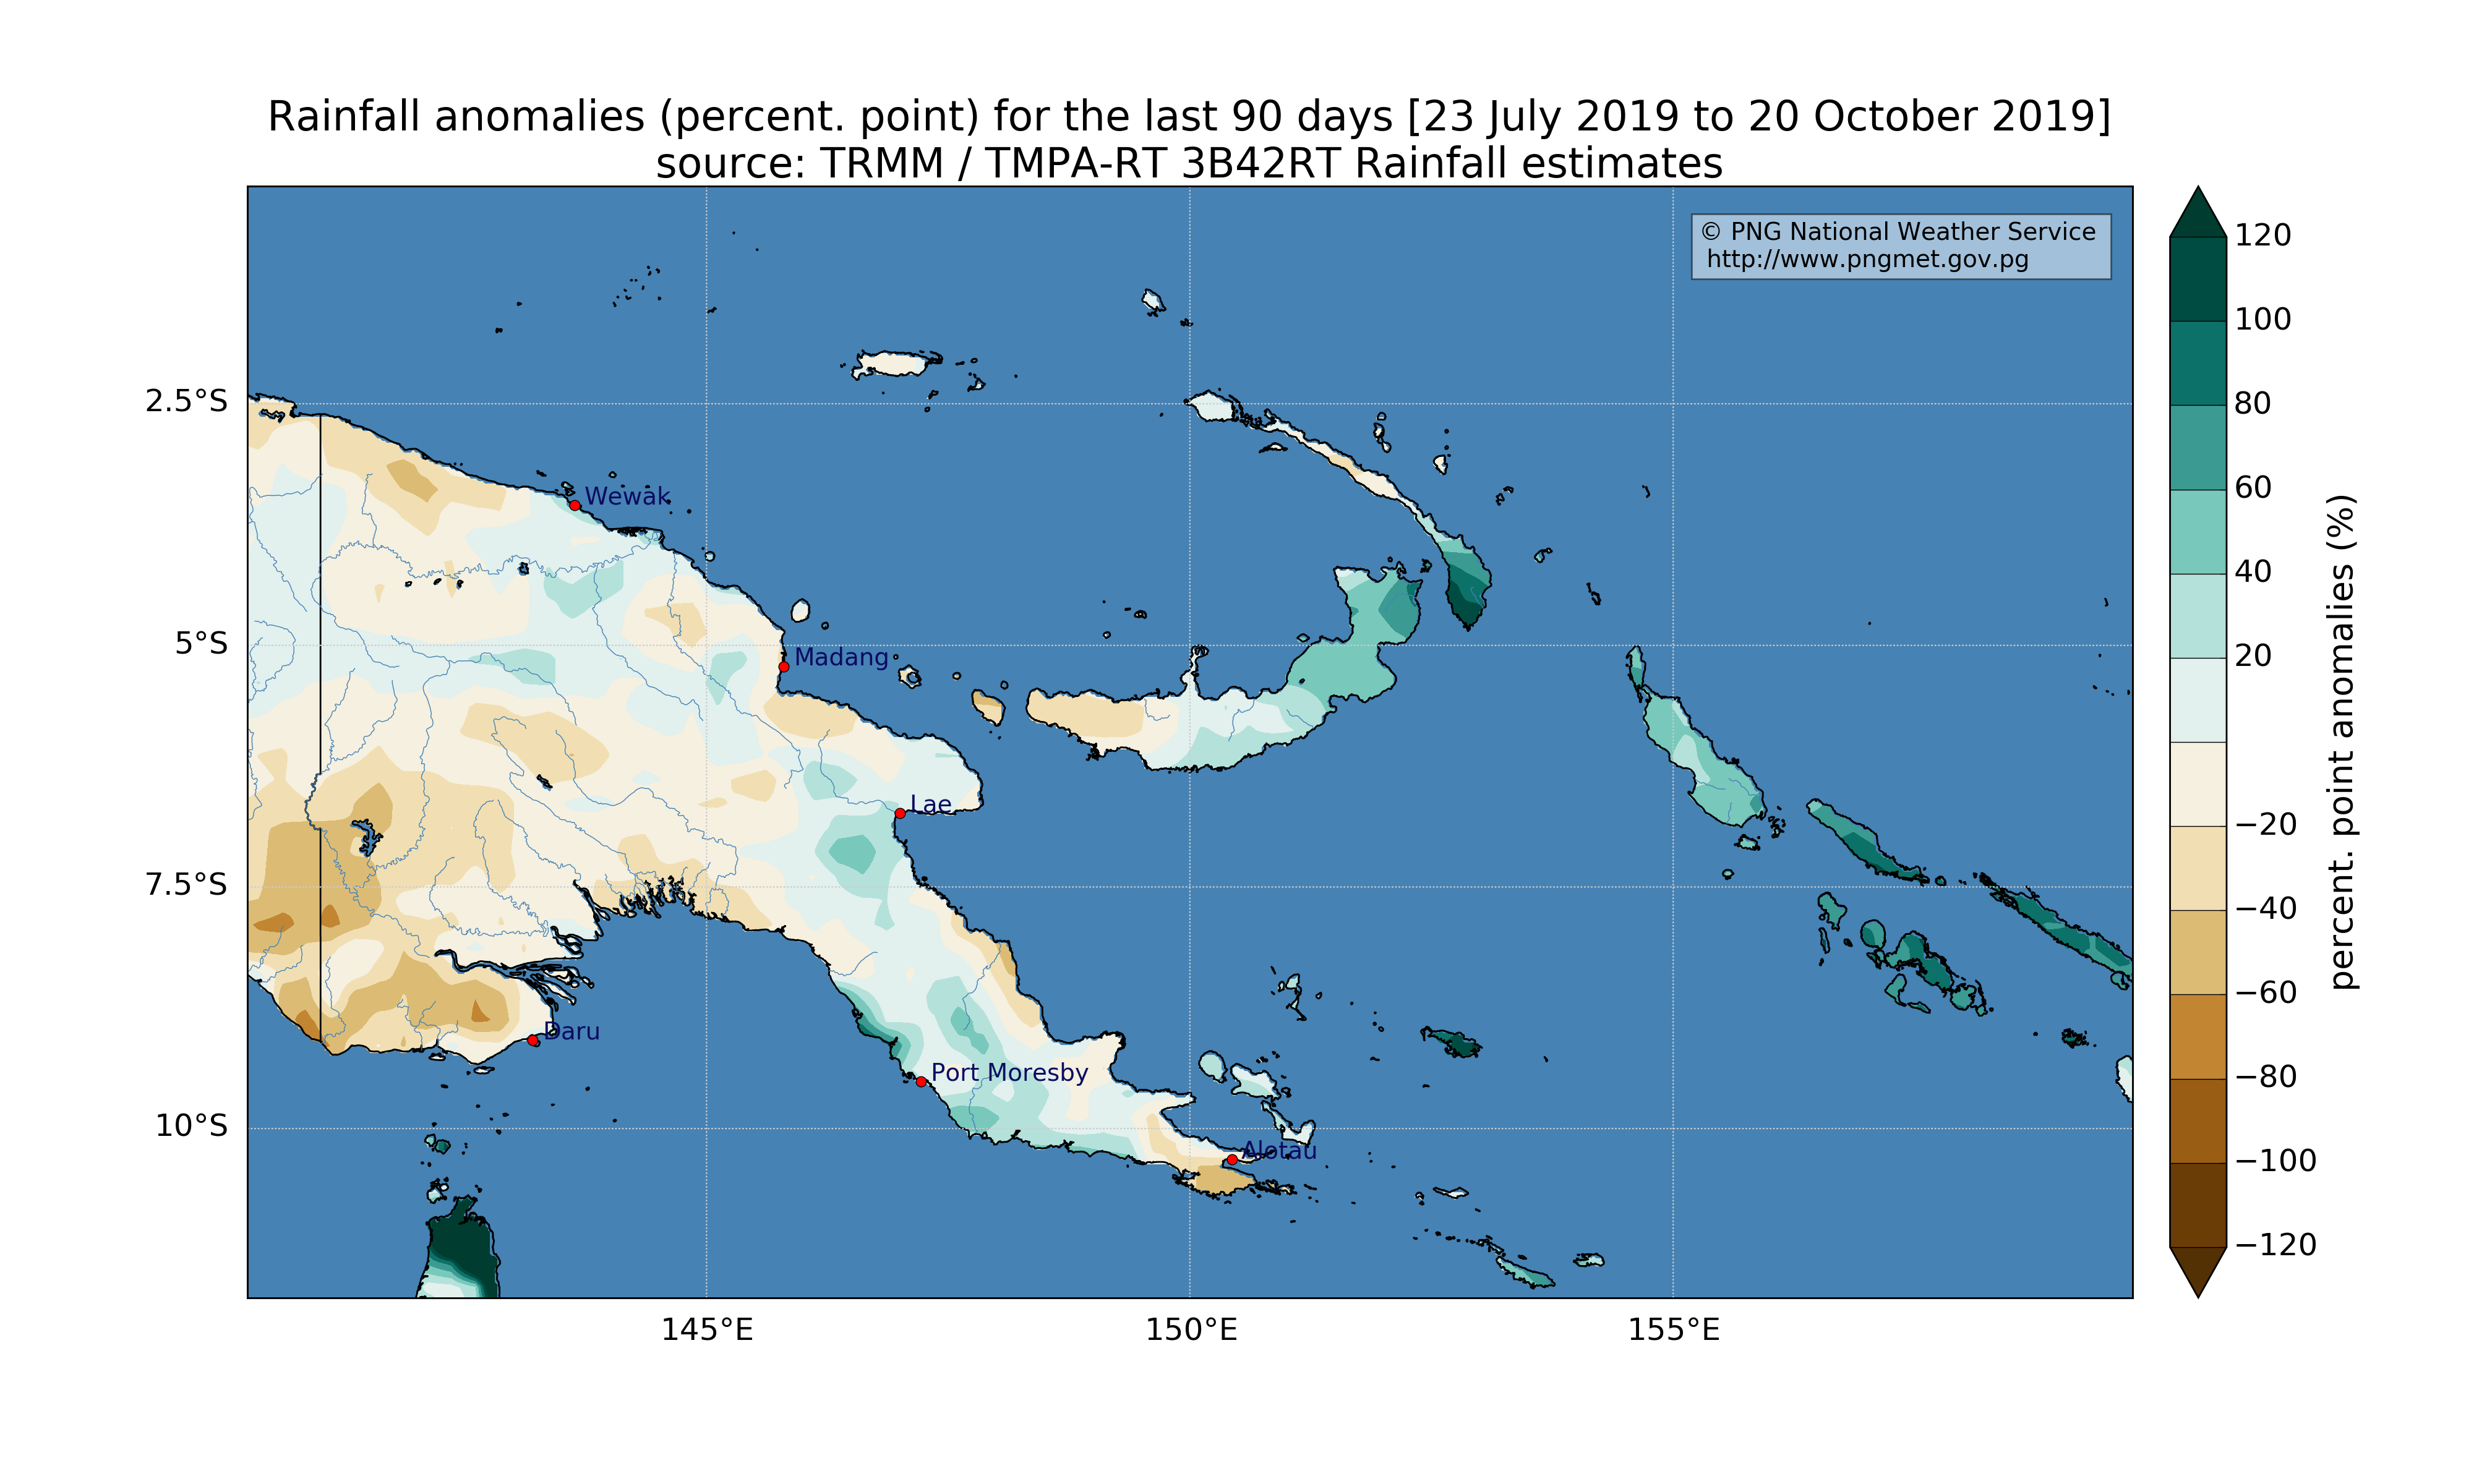 Rainfall anomalies (percent. point) for the last 90 days [23 July 2019 to 20 October 2019]
source: TRMM / TMPA-RT 3B42RT Rainfall estimates
© PNG National Weather Service
http://www.pngmet.gov.pg
2.5°S
5°S
7.5°S
10°S
145°E
150°E
155°E
Wewak
Madang
Lae
Daru
Port Moresby
Alotau
120
100
80
60
40
20
−20
−40
−60
−80
−100
−120
percent. point anomalies (%)